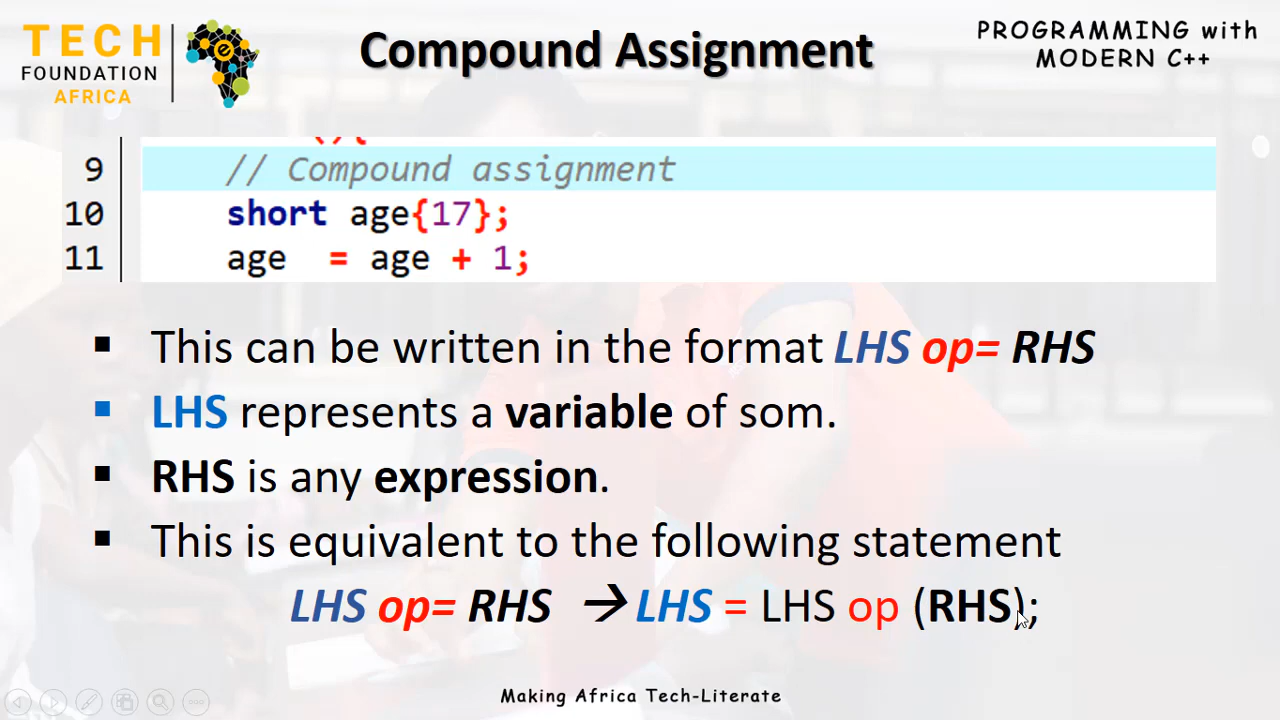 TECH
FOUNDATION
AFRICA
e
Compound Assignment
PROGRAMMING with
MODERN C++
9 // Compound assignment
10 short age{17};
11 age = age + 1;
▪ This can be written in the format LHS op= RHS
▪ LHS represents a variable of som.
▪ RHS is any expression.
▪ This is equivalent to the following statement
LHS op= RHS → LHS = LHS op (RHS);
Making Africa Tech-Literate